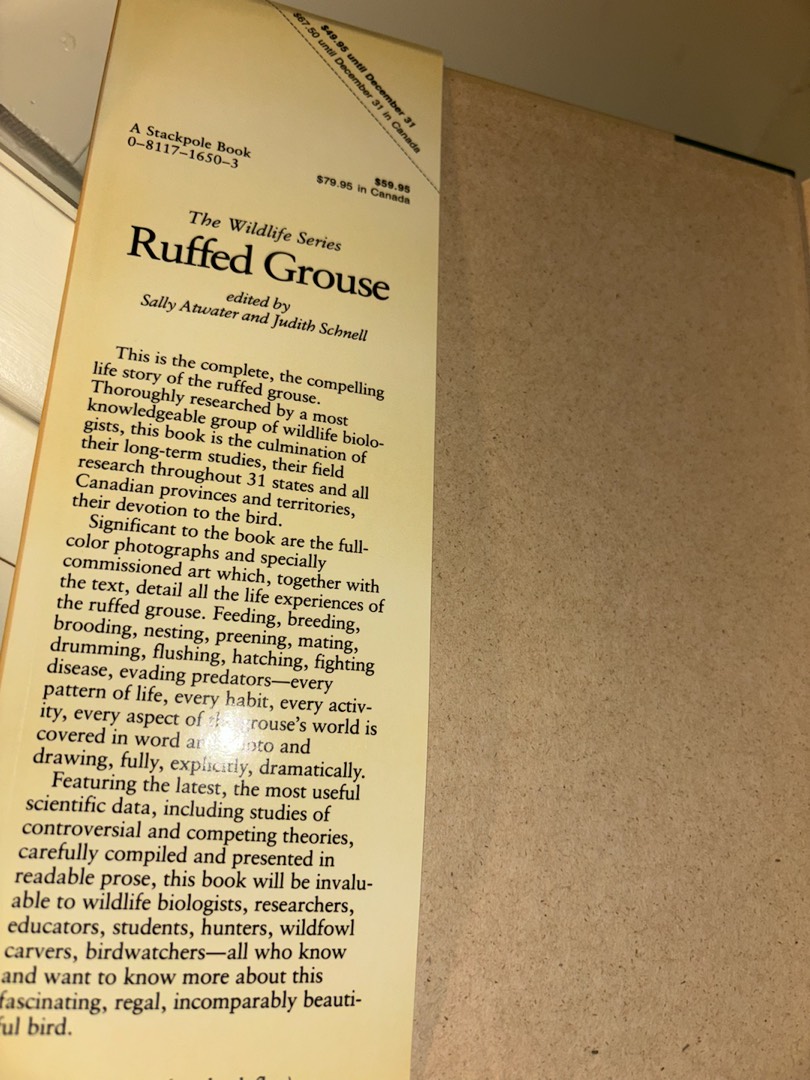 $49.95 until December 31
$67.50 until December 31 in Canada
A Stackpole Book
0-8117-1650-3
$59.95
$79.95 in Canada
The Wildlife Series
Ruffed Grouse
edited by
Sally Atwater and Judith Schnell
This is the complete, the compelling
life story of the ruffed grouse.
Thoroughly researched by a most
knowledgeable group of wildlife biolo-
gists, this book is the culmination of
their long-term studies, their field
research throughout 31 states and all
Canadian provinces and territories,
their devotion to the bird.
Significant to the book are the full-
color photographs and specially
commissioned art which, together with
the text, detail all the life experiences of
the ruffed grouse. Feeding, breeding,
brooding, nesting, preening, mating,
drumming, flushing, hatching, fighting
disease, evading predators—every
pattern of life, every habit, every activ-
ity, every aspect of the grouse's world is
covered in word and photo and
drawing, fully, explicitly, dramatically.
Featuring the latest, the most useful
scientific data, including studies of
controversial and competing theories,
carefully compiled and presented in
readable prose, this book will be invalu-
able to wildlife biologists, researchers,
educators, students, hunters, wildfowl
carvers, birdwatchers—all who know
and want to know more about this
fascinating, regal, incomparably beauti-
ful bird.